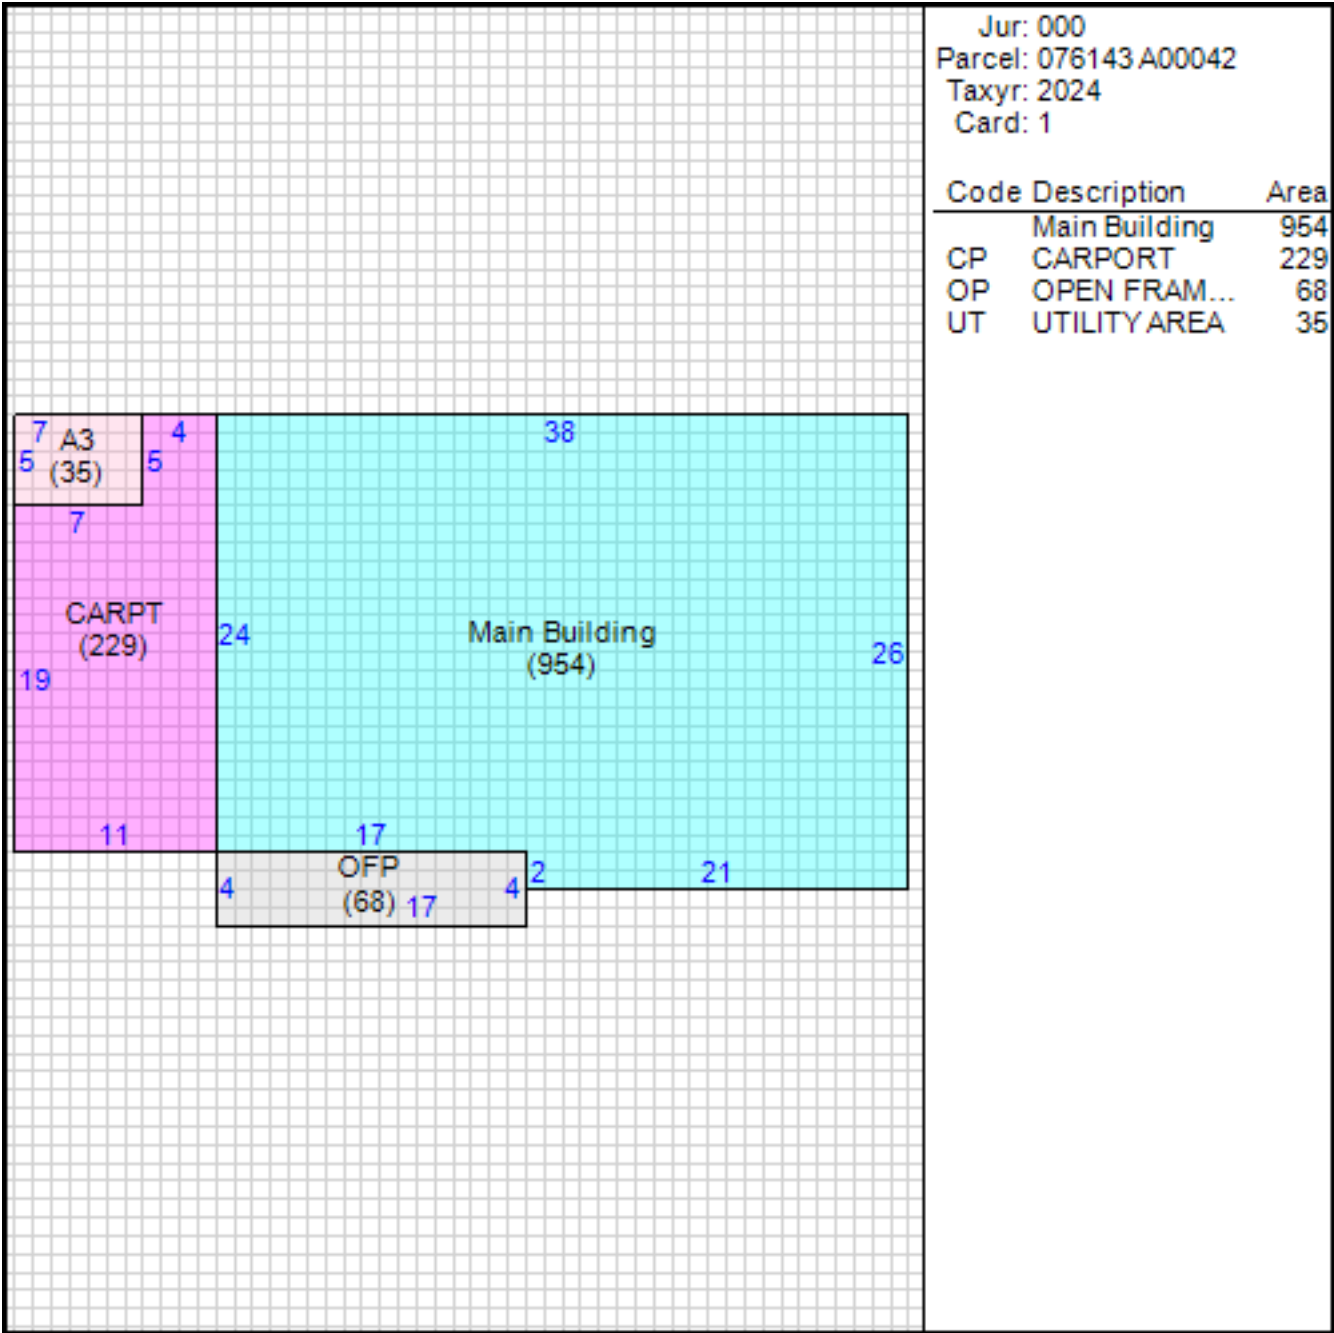 Jur: 000
Parcel: 076143 A00042
Taxyr: 2024
Card: 1
Code Description Area
Main Building 954
CP CARPORT 229
OP OPEN FRAM... 68
UT UTILITY AREA 35
7 A3 4 38
5 (35) 5
7
CARPT
(229)
24 Main Building
(954)
26
19
11 17
OFP 2 21
4 (68) 17 4